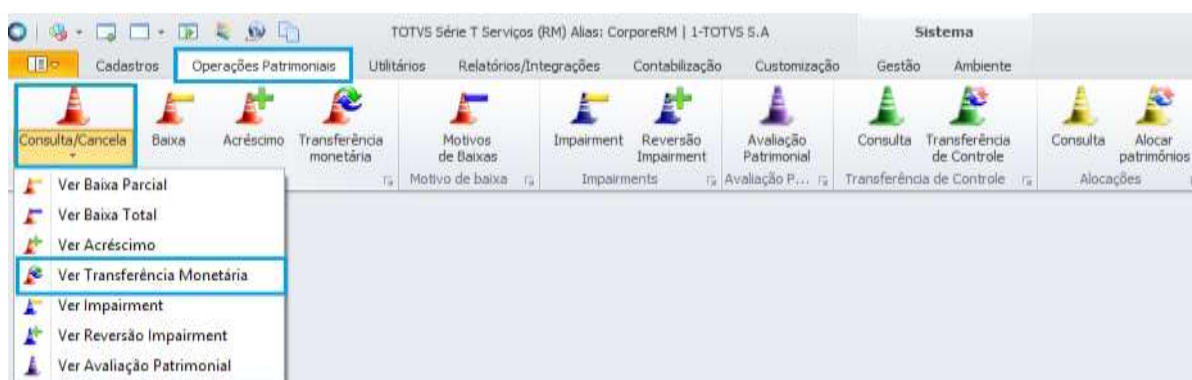 TOTVS Série T Serviços (RM) Alias: CorporeRM | 1-TOTVS S.A Sistema
Cadastros Operações Patrimoniais Utilitários Relatórios/Integrações Contabilização Customização Gestão Ambiente
Consulta/Cancela Baixa Acréscimo Transferência monetária Motivos de Baixas Impairment Reversão Impairment Avaliação Patrimonial Consulta Transferência de Controle Consulta Alocar patrimônios
Motivo de baixa Impairments Avaliação P... Transferência de Controle Alocações
Ver Baixa Parcial
Ver Baixa Total
Ver Acréscimo
Ver Transferência Monetária
Ver Impairment
Ver Reversão Impairment
Ver Avaliação Patrimonial